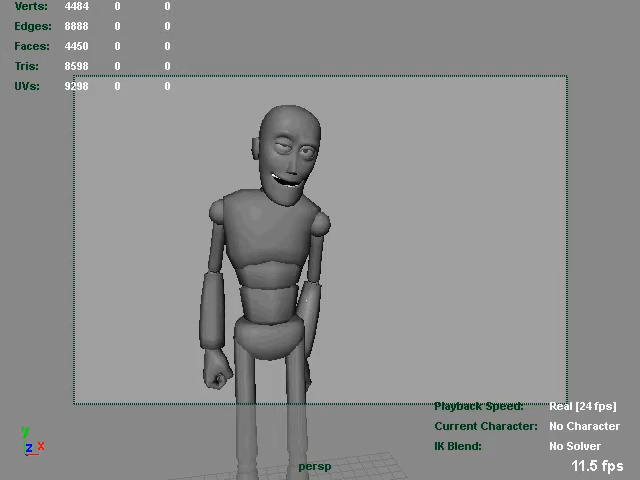 Verts: 4484 0 0
Edges: 8888 0 0
Faces: 4450 0 0
Tris: 8598 0 0
UVs: 9298 0 0
Playback Speed: Real [24 fps]
Current Character: No Character
IK Blend: No Solver
y
z x
persp
11.5 fps